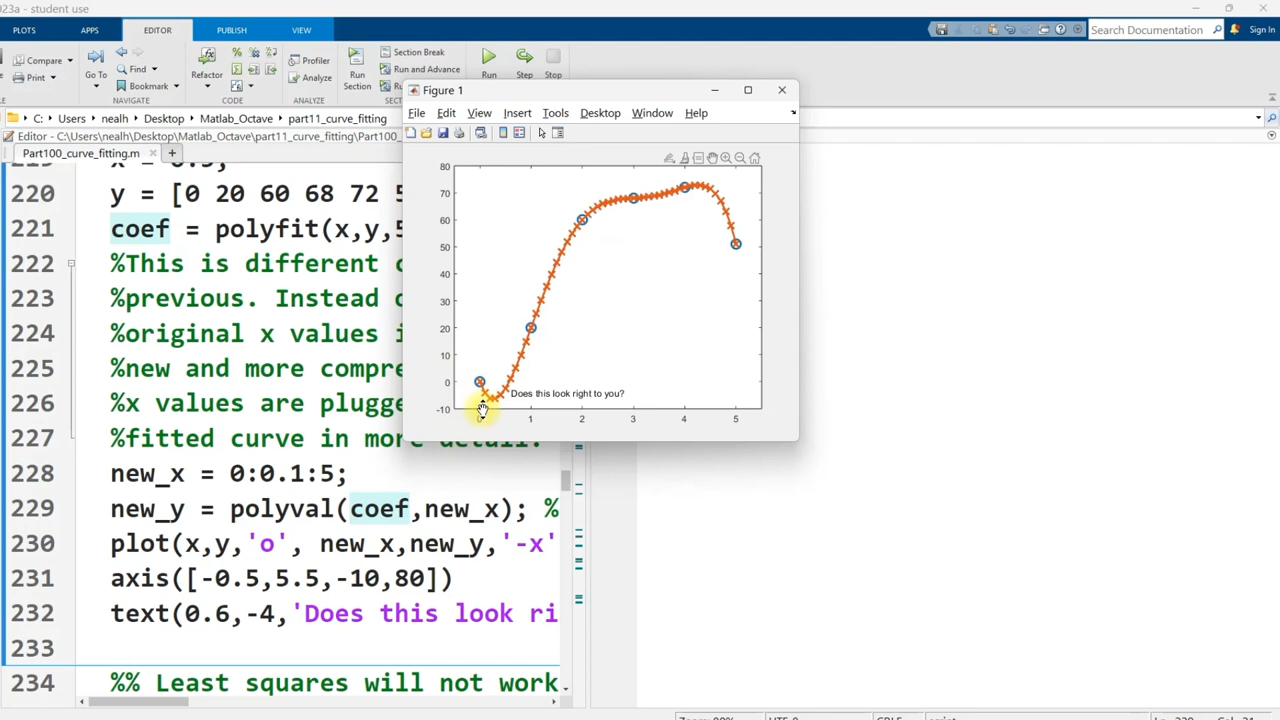 023a - student use
PLOTS APPS EDITOR PUBLISH VIEW Search Documentation Sign In
Compare Go To Find Refactor Profiler Section Break Run Step Stop
Print Bookmark Analyze Run Section Run and Advance
NAVIGATE CODE ANALYZE
C: Users nealh Desktop Matlab_Octave part11_curve_fitting
Editor - C:\Users\nealh\Desktop\Matlab_Octave\part11_curve_fitting\Part100_
Part100_curve_fitting.m
Figure 1
File Edit View Insert Tools Desktop Window Help
80
70
60
50
40
30
20
10
0
-10
1 2 3 4 5
Does this look right to you?
220 y = [0 20 60 68 72 5
221 coef = polyfit(x,y,5
222 %This is different
223 %previous. Instead
224 %original x values
225 %new and more compre
226 %x values are plugge
227 %fitted curve in more detail.
228 new_x = 0:0.1:5;
229 new_y = polyval(coef,new_x); %
230 plot(x,y,'o', new_x,new_y,'-x'
231 axis([-0.5,5.5,-10,80])
232 text(0.6,-4,'Does this look ri
233
234 %% Least squares will not work